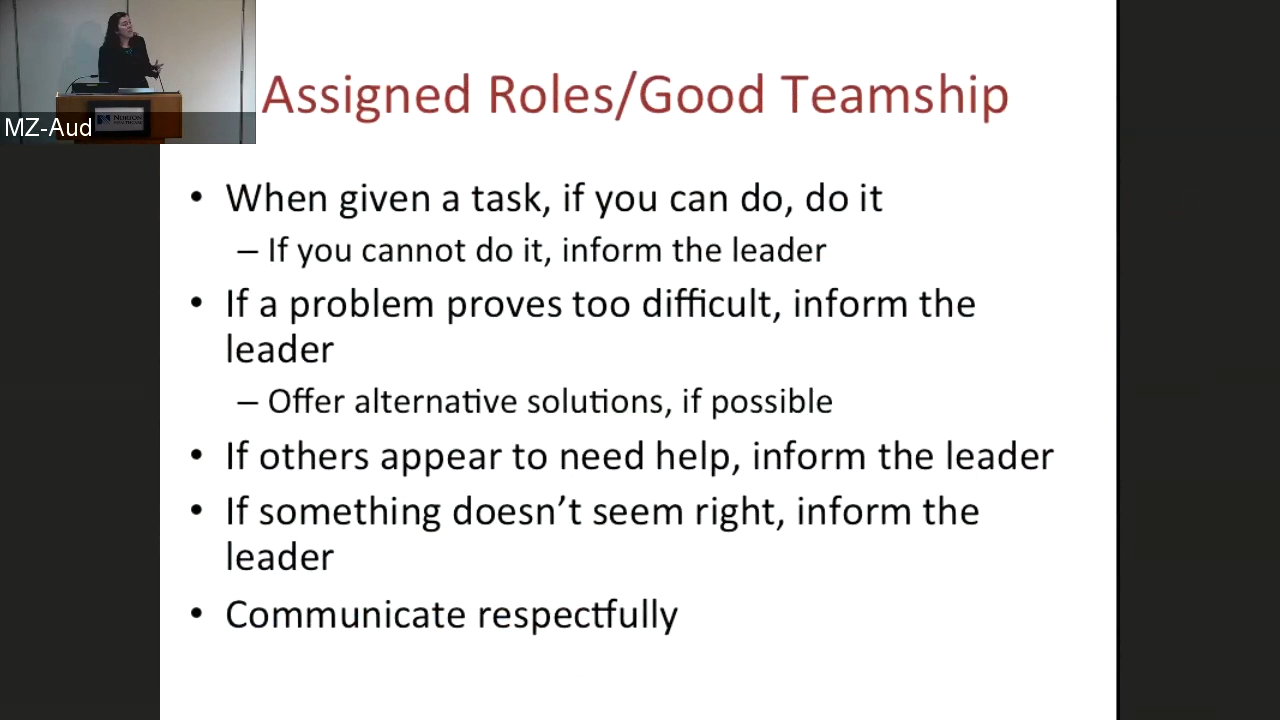 Assigned Roles/Good Teamship
MZ-Aud
NORTON
HEALTHCARE
• When given a task, if you can do, do it
– If you cannot do it, inform the leader
• If a problem proves too difficult, inform the
leader
– Offer alternative solutions, if possible
• If others appear to need help, inform the leader
• If something doesn’t seem right, inform the
leader
• Communicate respectfully